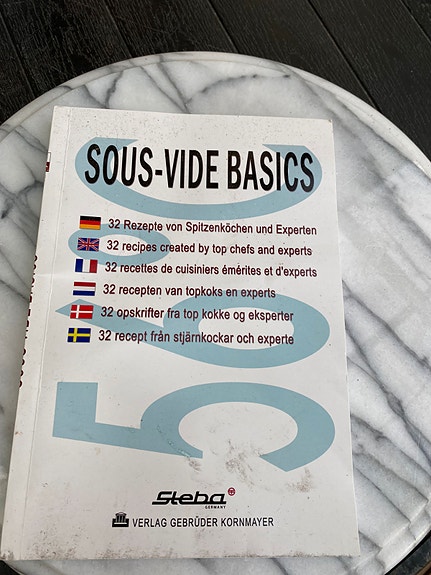 SOUS-VIDE BASICS
32 Rezepte von Spitzenköchen und Experten
32 recipes created by top chefs and experts
32 recettes de cuisiniers émérites et d'experts
32 recepten van topkoks en experts
32 opskrifter fra top kokke og eksperter
32 recept från stjärnkockar och experte
56°C
Steba
GERMANY
VERLAG GEBRÜDER KORNMAYER